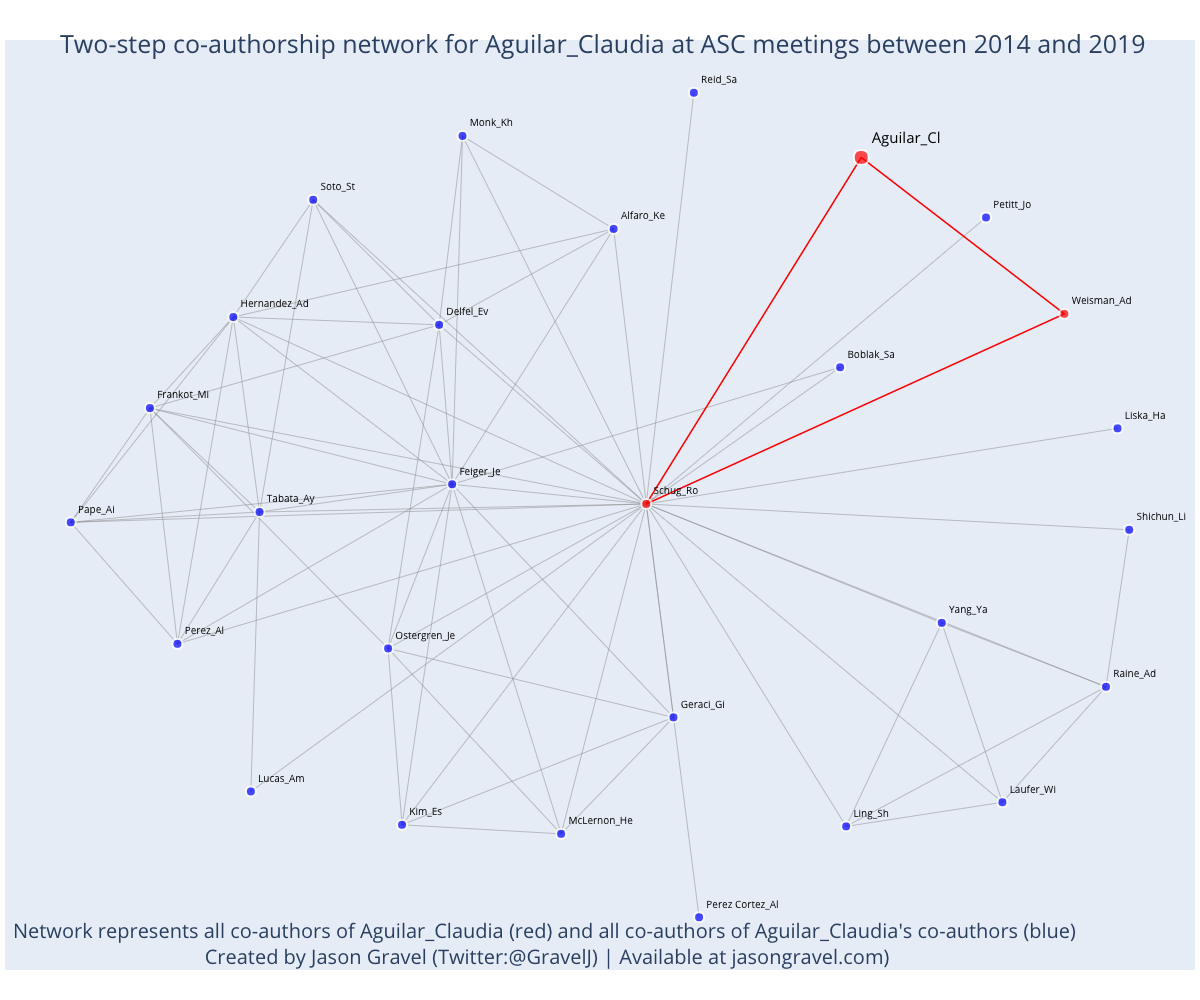 Two-step co-authorship network for Aguilar_Claudia at ASC meetings between 2014 and 2019
Reid_Sa
Monk_Kh
Aguilar_Cl
Soto_St
Petitt_Jo
Alfaro_Ke
Hernandez_Ad
Weisman_Ad
Delfel_Ev
Boblak_Sa
Frankot_Mi
Liska_Ha
Feiger_Je
Schug_Ro
Tabata_Ay
Pape_Ai
Shichun_Li
Yang_Ya
Perez_Al
Ostergren_Je
Raine_Ad
Geraci_Gi
Lucas_Am
Laufer_Wi
Kim_Es
Ling_Sh
McLernon_He
Perez Cortez_Al
Network represents all co-authors of Aguilar_Claudia (red) and all co-authors of Aguilar_Claudia's co-authors (blue)
Created by Jason Gravel (Twitter:@GravelJ) | Available at jasongravel.com)